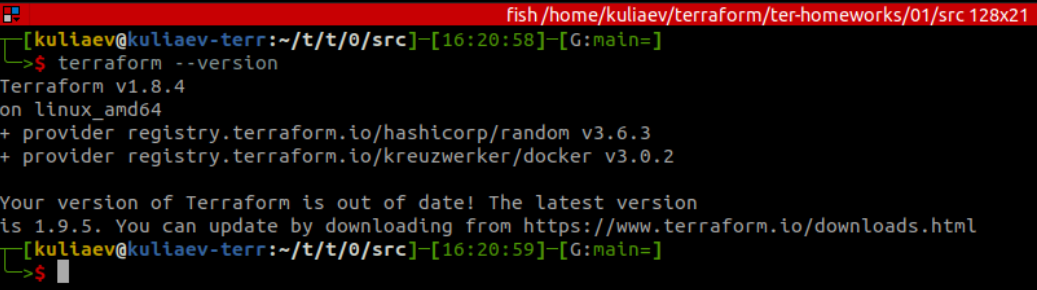 fish /home/kuliaev/terraform/ter-homeworks/01/src 128x21
┬─[kuliaev@kuliaev-terr:~/t/t/0/src]─[16:20:58]─[G:main=]
╰─>$ terraform --version
Terraform v1.8.4
on linux_amd64
+ provider registry.terraform.io/hashicorp/random v3.6.3
+ provider registry.terraform.io/kreuzwerker/docker v3.0.2
Your version of Terraform is out of date! The latest version
is 1.9.5. You can update by downloading from https://www.terraform.io/downloads.html
┬─[kuliaev@kuliaev-terr:~/t/t/0/src]─[16:20:59]─[G:main=]
╰─>$